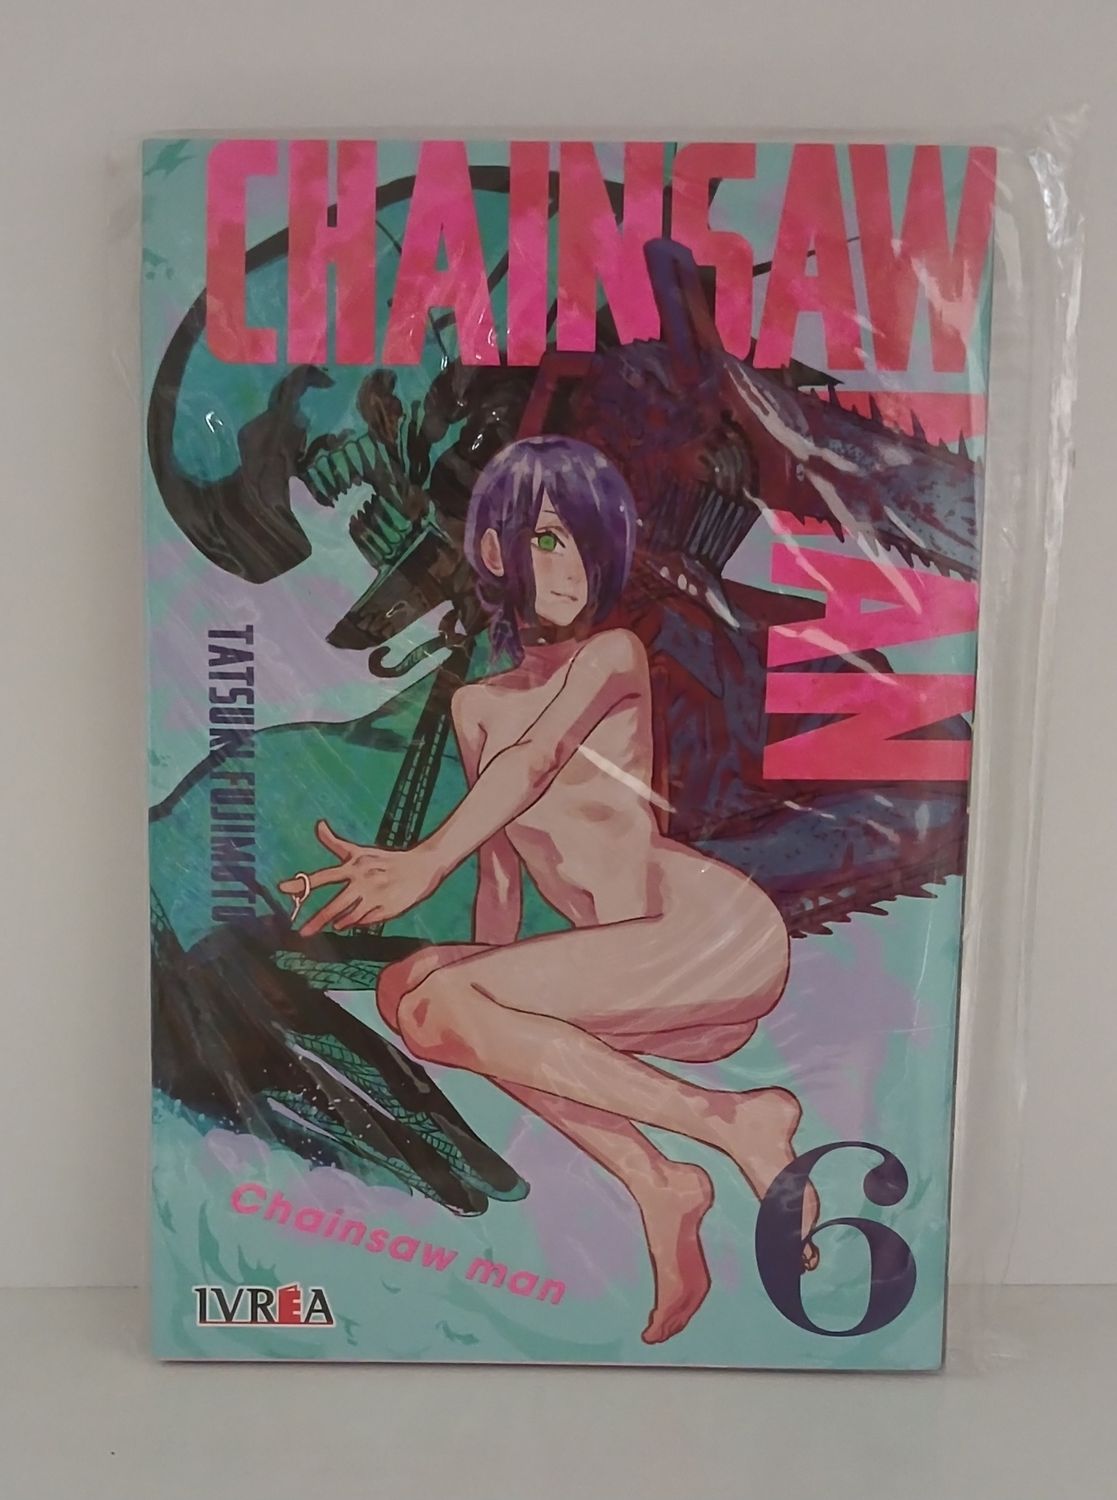 CHAINSAW
MAN
TATSUKI FUJIMOTO
Chainsaw man
IVREA
6